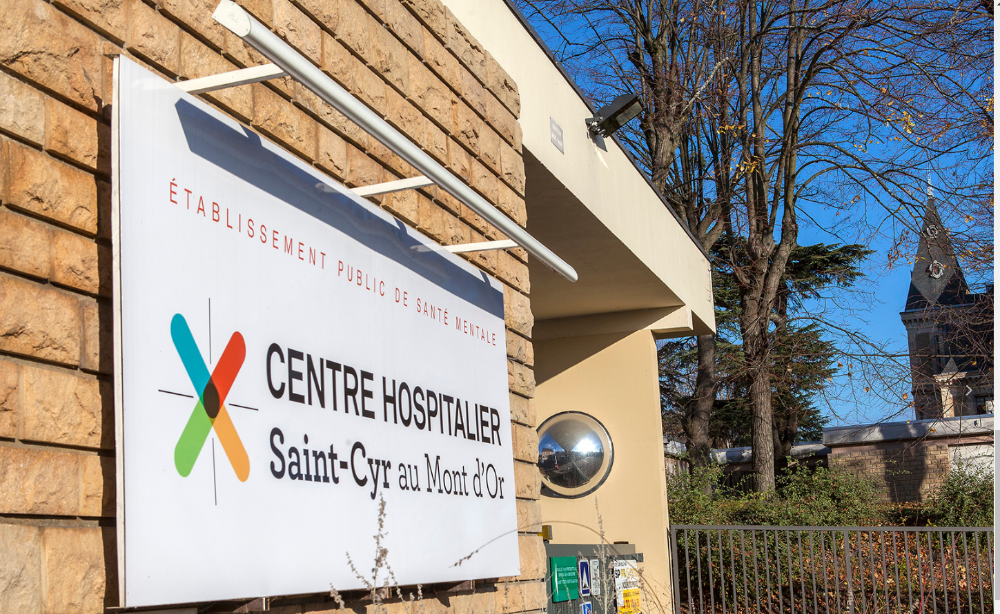 ÉTABLISSEMENT PUBLIC DE SANTÉ MENTALE
CENTRE HOSPITALIER
Saint-Cyr au Mont d'Or